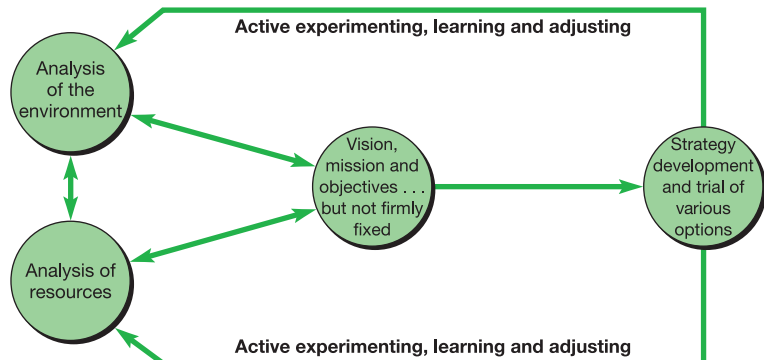 Active experimenting, learning and adjusting
Analysis
of the
environment
Vision,
mission and
objectives . . .
but not firmly
fixed
Strategy
development
and trial of
various
options
Analysis of
resources
Active experimenting, learning and adjusting